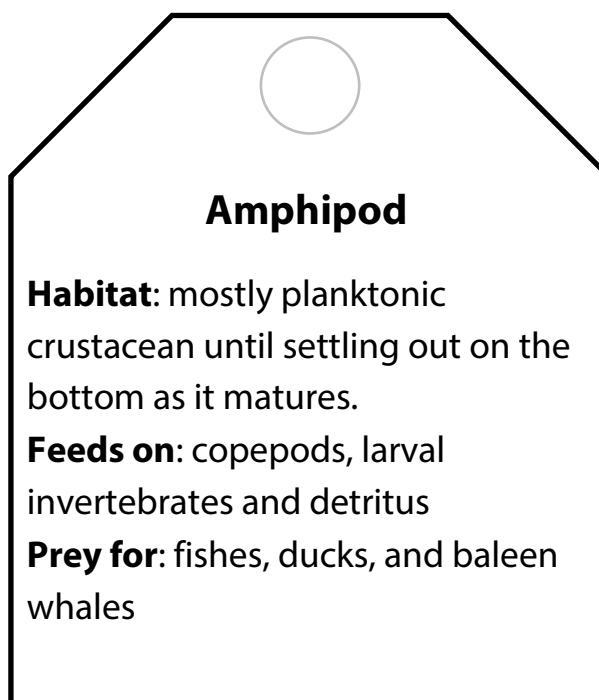 Amphipod
Habitat: mostly planktonic
crustacean until settling out on the
bottom as it matures.
Feeds on: copepods, larval
invertebrates and detritus
Prey for: fishes, ducks, and baleen
whales